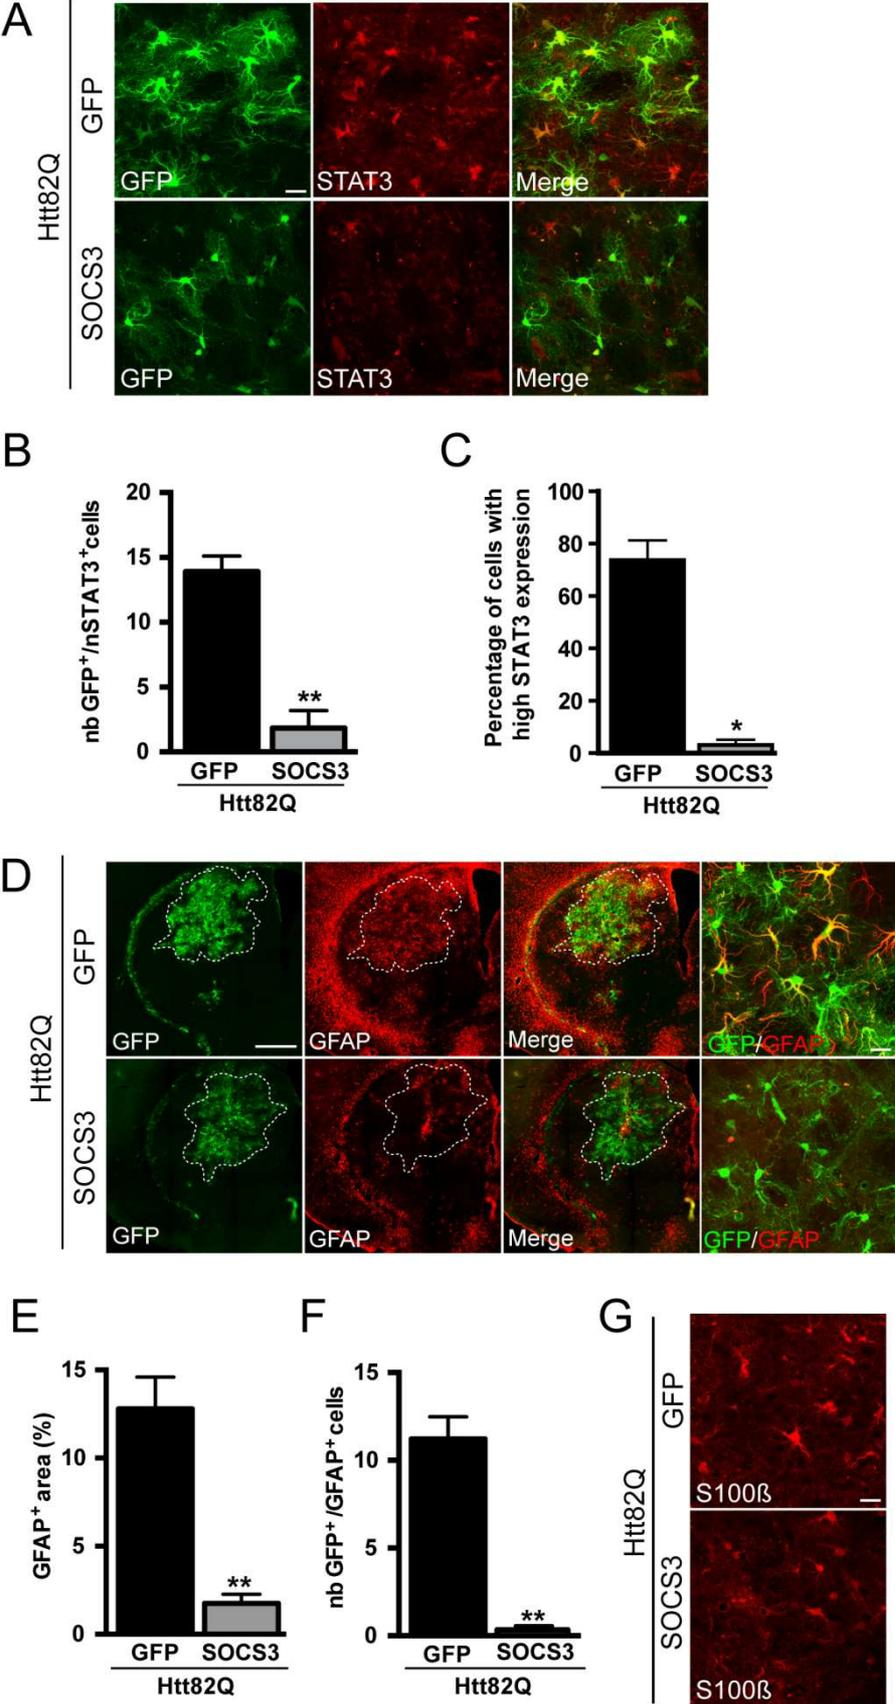 A
Htt82Q
GFP
GFP
STAT3
Merge
SOCS3
GFP
STAT3
Merge
B
nb GFP⁺/nSTAT3⁺cells
20
15
10
5
0
**
GFP SOCS3
Htt82Q
C
Percentage of cells with
high STAT3 expression
100
80
60
40
20
0
*
GFP SOCS3
Htt82Q
D
Htt82Q
GFP
GFP
GFAP
Merge
GFP/GFAP
SOCS3
GFP
GFAP
Merge
GFP/GFAP
E
GFAP⁺ area (%)
15
10
5
0
**
GFP SOCS3
Htt82Q
F
nb GFP⁺/GFAP⁺ cells
15
10
5
0
**
GFP SOCS3
Htt82Q
G
Htt82Q
GFP
S100ß
SOCS3
S100ß